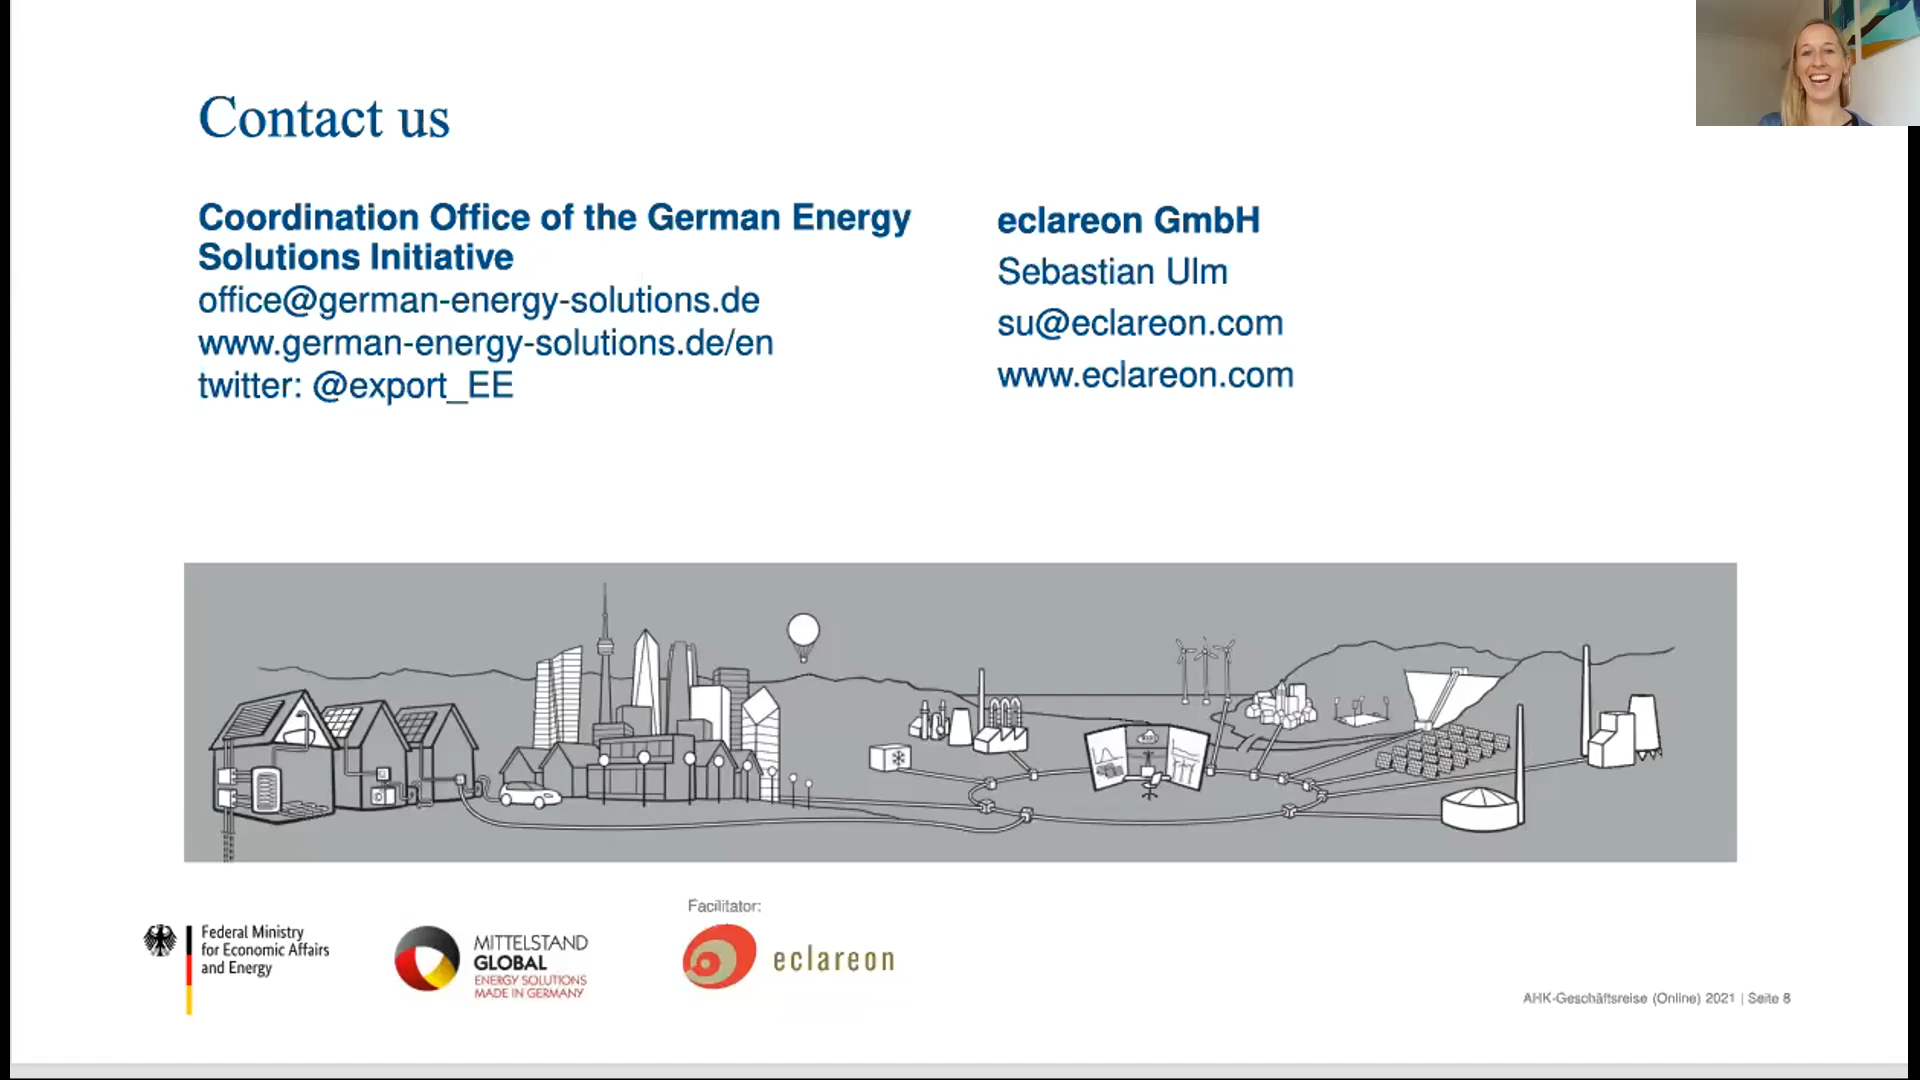 Contact us
Coordination Office of the German Energy
Solutions Initiative
office@german-energy-solutions.de
www.german-energy-solutions.de/en
twitter: @export_EE
eclareon GmbH
Sebastian Ulm
su@eclareon.com
www.eclareon.com
Federal Ministry
for Economic Affairs
and Energy
MITTELSTAND
GLOBAL
ENERGY SOLUTIONS
MADE IN GERMANY
Facilitator:
eclareon
AHK-Geschäftsreise (Online) 2021 | Seite 8